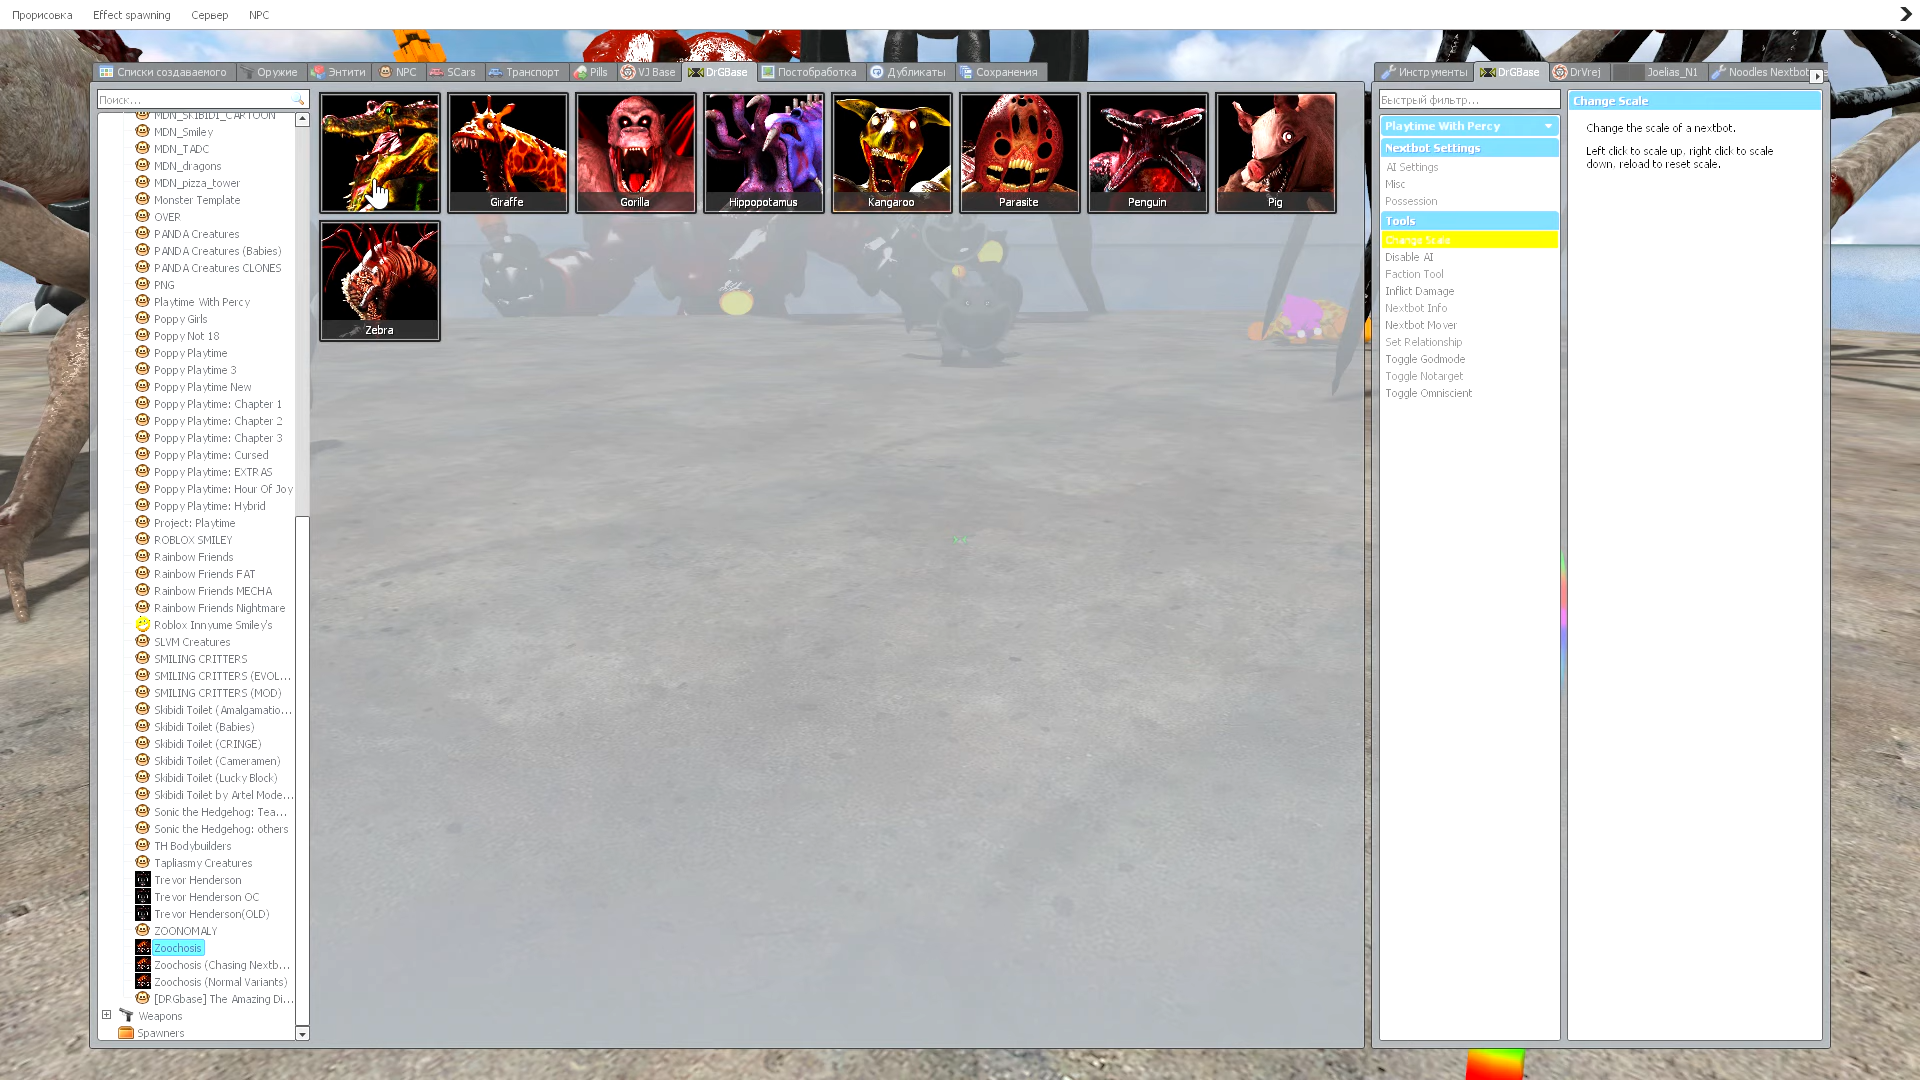 Прорисовка Effect spawning Сервер NPC
Списки создаваемого Оружие Энтити NPC SCars Транспорт Pills VJ Base DrGBase Постобработка Дубликаты Сохранения
Поиск...
MDN_SKIBIDI_CARTOON
MDN_Smiley
MDN_TADC
MDN_dragons
MDN_pizza_tower
Monster Template
OVER
PANDA Creatures
PANDA Creatures (Babies)
PANDA Creatures CLONES
PNG
Playtime With Percy
Poppy Girls
Poppy Not 18
Poppy Playtime
Poppy Playtime 3
Poppy Playtime New
Poppy Playtime: Chapter 1
Poppy Playtime: Chapter 2
Poppy Playtime: Chapter 3
Poppy Playtime: Cursed
Poppy Playtime: EXTRAS
Poppy Playtime: Hour Of Joy
Poppy Playtime: Hybrid
Project: Playtime
ROBLOX SMILEY
Rainbow Friends
Rainbow Friends FAT
Rainbow Friends MECHA
Rainbow Friends Nightmare
Roblox Innyume Smiley's
SLVM Creatures
SMILING CRITTERS
SMILING CRITTERS (EVOL...
SMILING CRITTERS (MOD)
Skibidi Toilet (Amalgamatio...
Skibidi Toilet (Babies)
Skibidi Toilet (CRINGE)
Skibidi Toilet (Cameramen)
Skibidi Toilet (Lucky Block)
Skibidi Toilet by Artel Mode...
Sonic the Hedgehog: Tea...
Sonic the Hedgehog: others
TH Bodybuilders
Tapliasmy Creatures
Trevor Henderson
Trevor Henderson OC
Trevor Henderson(OLD)
ZOONOMALY
Zoochosis
Zoochosis (Chasing Nextb...
Zoochosis (Normal Variants)
[DRGbase] The Amazing Di...
Weapons
Spawners
Giraffe Gorilla Hippopotamus Kangaroo Parasite Penguin Pig
Zebra
Инструменты DrGBase DrVrej Joelias_N1 Noodles Nextbot
Быстрый фильтр...
Playtime With Percy
Nextbot Settings
AI Settings
Misc
Possession
Tools
Change Scale
Disable AI
Faction Tool
Inflict Damage
Nextbot Info
Nextbot Mover
Set Relationship
Toggle Godmode
Toggle Notarget
Toggle Omniscient
Change Scale
Change the scale of a nextbot.
Left click to scale up, right click to scale
down, reload to reset scale.